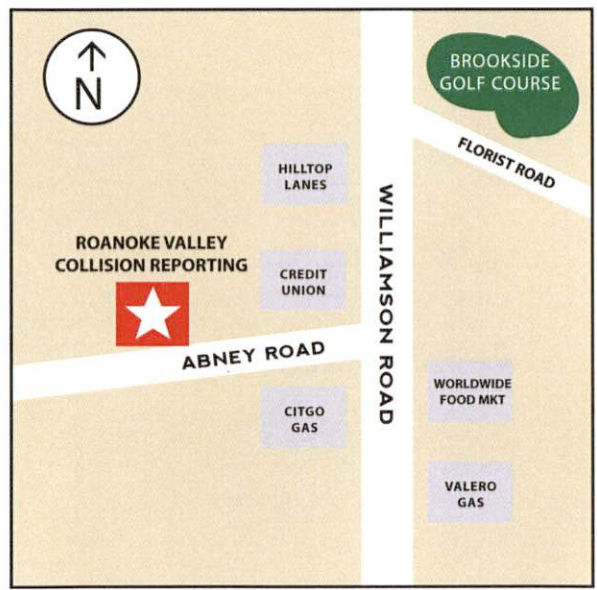 N
BROOKSIDE
GOLF COURSE
FLORIST ROAD
HILLTOP
LANES
WILLIAMSON ROAD
ROANOKE VALLEY
COLLISION REPORTING
CREDIT
UNION
ABNEY ROAD
WORLDWIDE
FOOD MKT
CITGO
GAS
VALERO
GAS